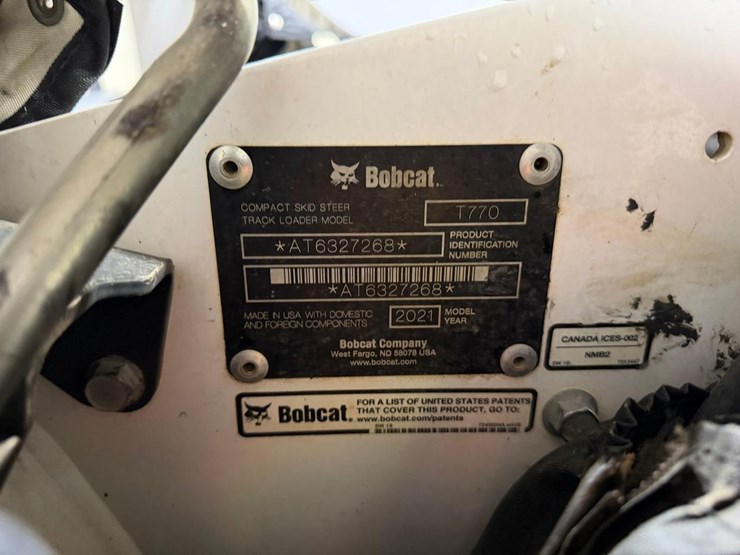 Bobcat.
COMPACT SKID STEER
TRACK LOADER MODEL
T770
*AT6327268*
PRODUCT
IDENTIFICATION
NUMBER
*AT6327268*
MADE IN USA WITH DOMESTIC
AND FOREIGN COMPONENTS
2021
MODEL
YEAR
Bobcat Company
West Fargo, ND 58078 USA
www.bobcat.com
CANADA ICES-002
NMB2
Bobcat.
FOR A LIST OF UNITED STATES PATENTS
THAT COVER THIS PRODUCT, GO TO:
www.bobcat.com/patents